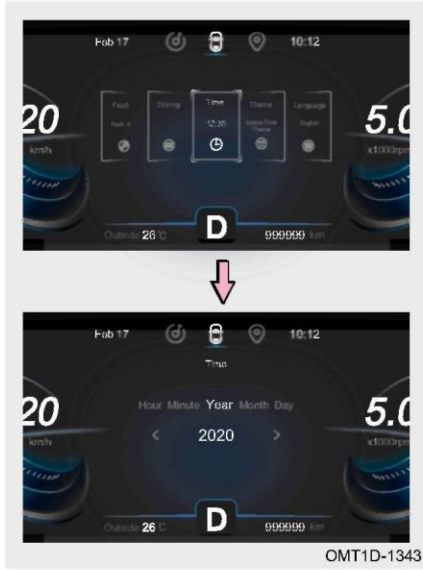 Feb 17 10:12
Fault Driving Time Theme Language
12:20 Theme English
20 5.0
km/h x1000rpm
D
Outside 26°C 999999 km
Feb 17 10:12
Time
Hour Minute Year Month Day
20 < 2020 > 5.0
km/h x1000rpm
D
Outside 26°C 999999 km
OMT1D-1343